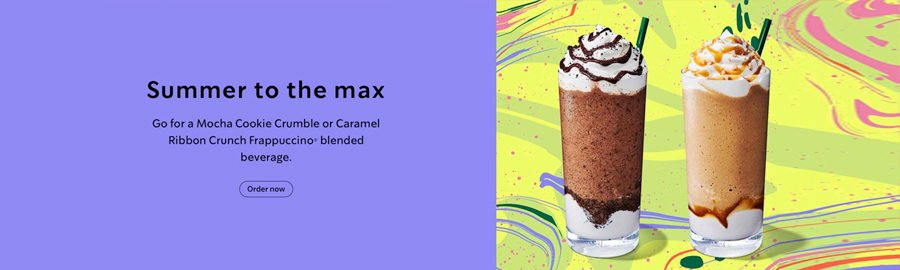 Summer to the max
Go for a Mocha Cookie Crumble or Caramel
Ribbon Crunch Frappuccino® blended
beverage.
Order now